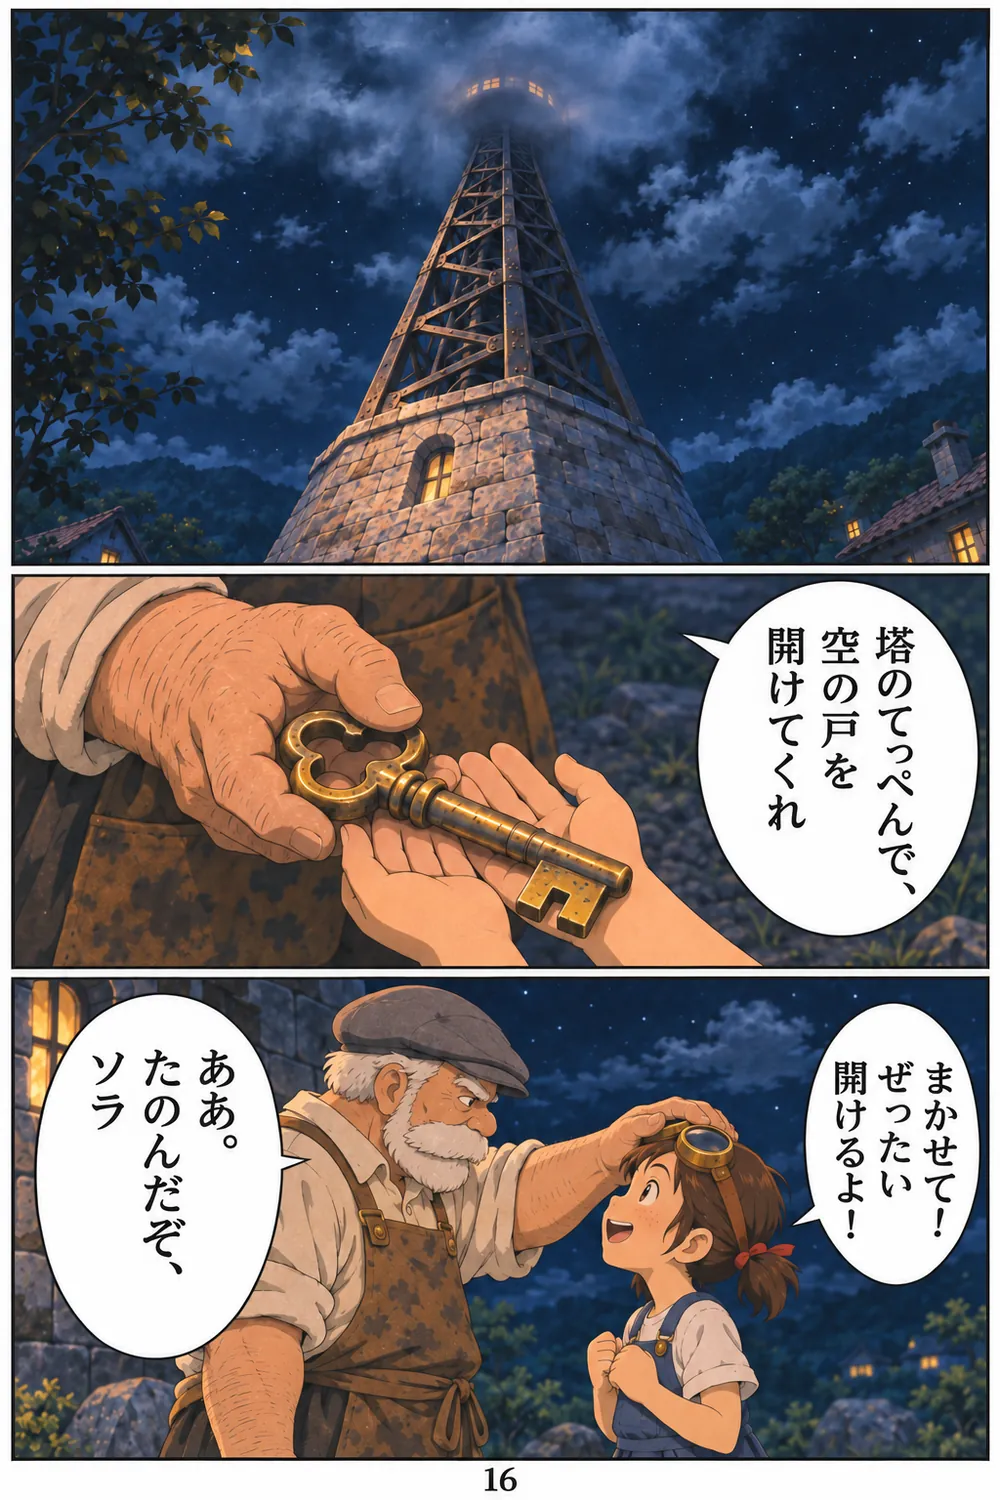 塔のてっぺんで、
空の戸を
開けてくれ
まかせて！
ぜったい
開けるよ！
ああ。
たのんだぞ、
ソラ
16